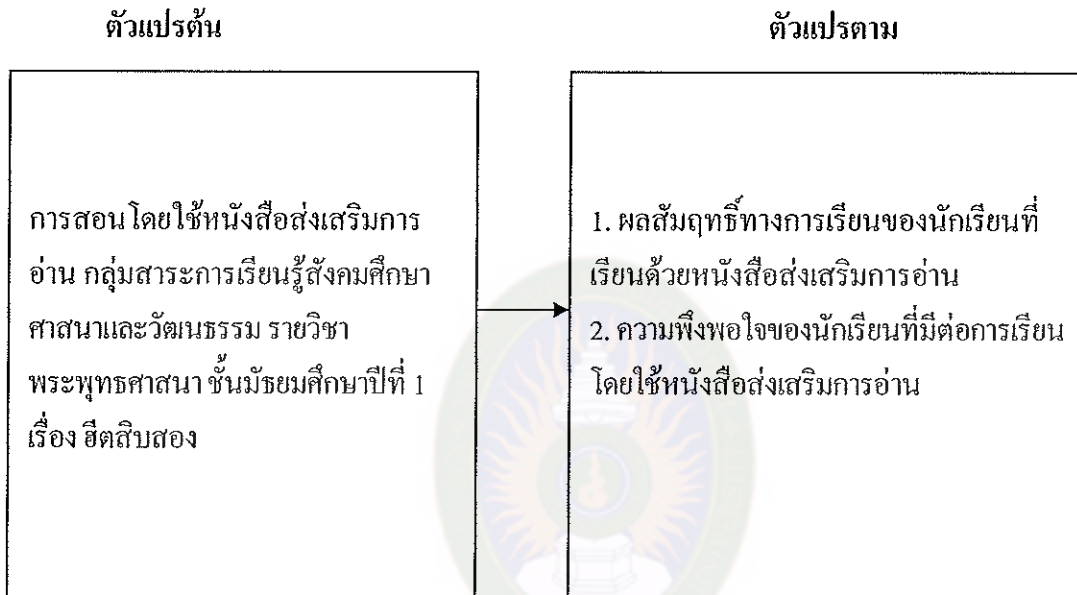 ตัวแปรต้น
การสอนโดยใช้หนังสือส่งเสริมการ
อ่าน กลุ่มสาระการเรียนรู้สังคมศึกษา
ศาสนาและวัฒนธรรม รายวิชา
พระพุทธศาสนา ชั้นมัธยมศึกษาปีที่ 1
เรื่อง ฮีตสิบสอง
ตัวแปรตาม
1. ผลสัมฤทธิ์ทางการเรียนของนักเรียนที่
เรียนด้วยหนังสือส่งเสริมการอ่าน
2. ความพึงพอใจของนักเรียนที่มีต่อการเรียน
โดยใช้หนังสือส่งเสริมการอ่าน